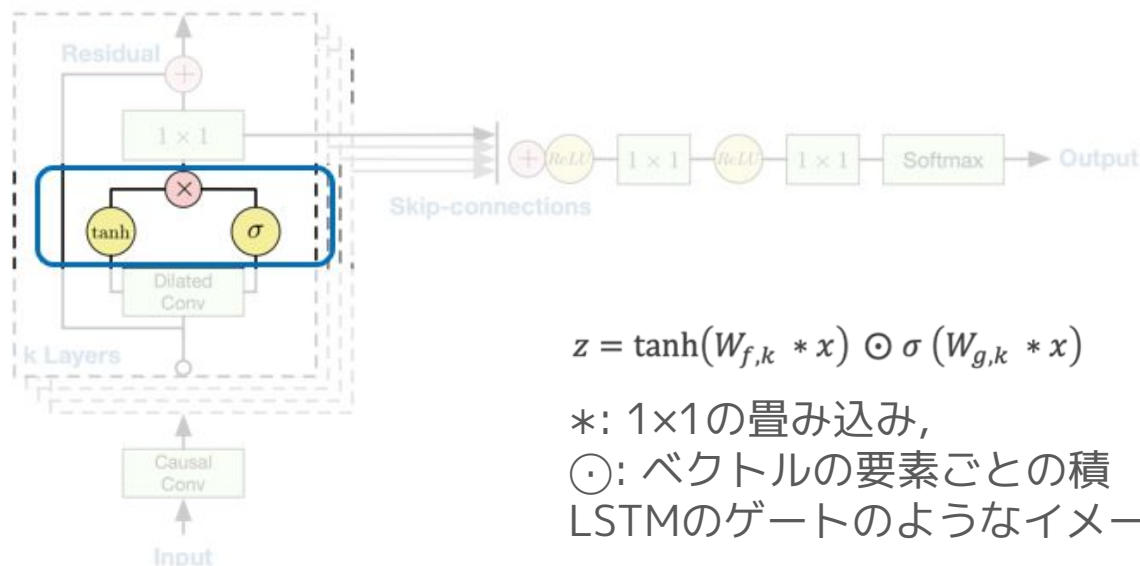 Residual
+
1 × 1
×
tanh
σ
Dilated
Conv
k Layers
Causal
Conv
Input
Skip-connections
+
ReLU
1 × 1
ReLU
1 × 1
Softmax
Output
z = tanh(W_{f,k} * x) ⊙ σ (W_{g,k} * x)
*: 1×1の畳み込み,
⊙: ベクトルの要素ごとの積
LSTMのゲートのようなイメー